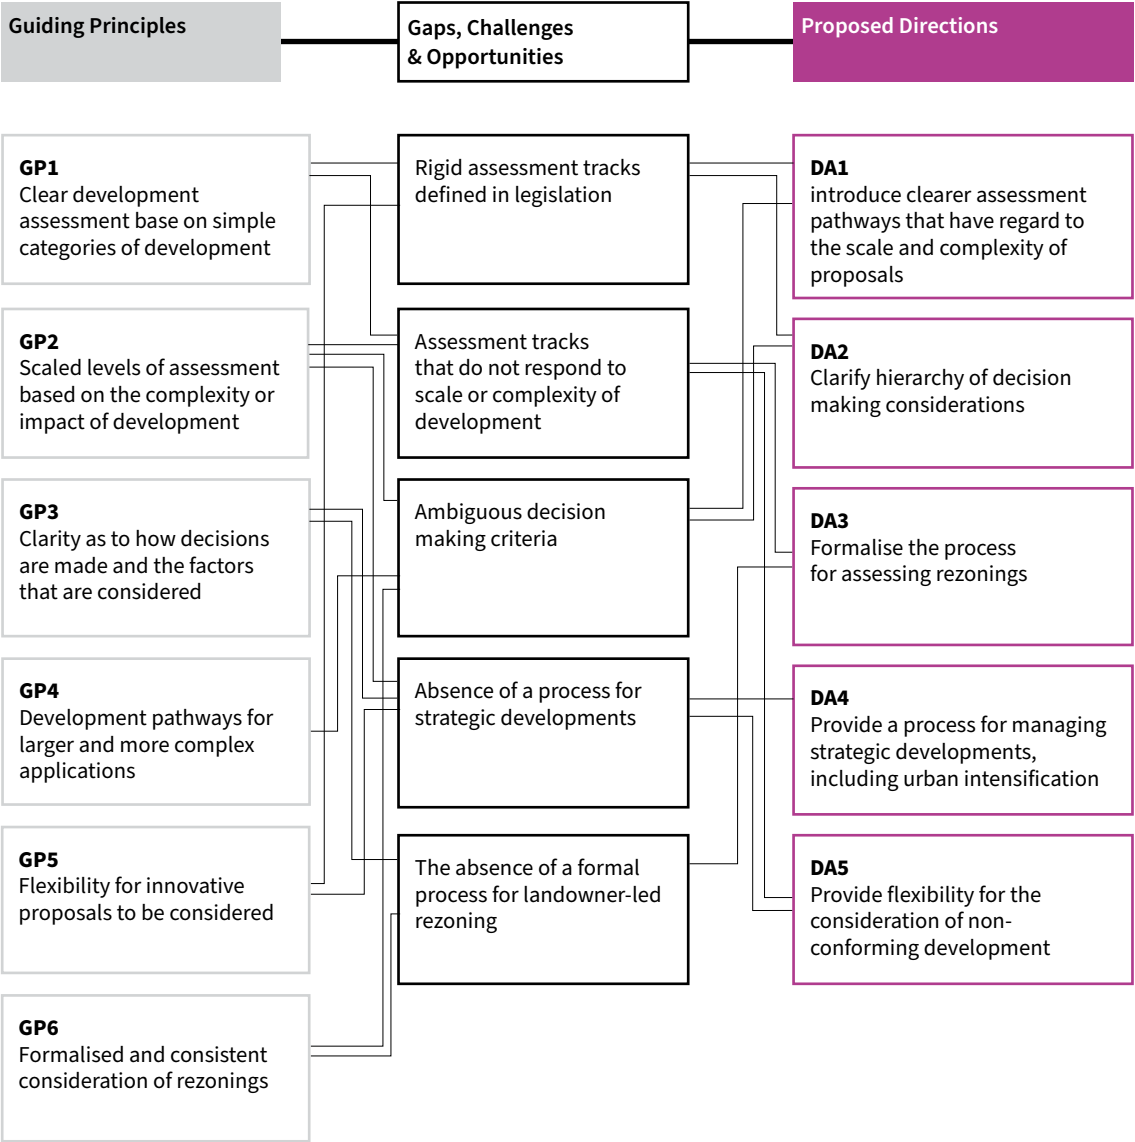 Guiding Principles
Gaps, Challenges
& Opportunities
Proposed Directions
GP1
Clear development
assessment base on simple
categories of development
GP2
Scaled levels of assessment
based on the complexity or
impact of development
GP3
Clarity as to how decisions
are made and the factors
that are considered
GP4
Development pathways for
larger and more complex
applications
GP5
Flexibility for innovative
proposals to be considered
GP6
Formalised and consistent
consideration of rezonings
Rigid assessment tracks
defined in legislation
Assessment tracks
that do not respond to
scale or complexity of
development
Ambiguous decision
making criteria
Absence of a process for
strategic developments
The absence of a formal
process for landowner-led
rezoning
DA1
introduce clearer assessment
pathways that have regard to
the scale and complexity of
proposals
DA2
Clarify hierarchy of decision
making considerations
DA3
Formalise the process
for assessing rezonings
DA4
Provide a process for managing
strategic developments,
including urban intensification
DA5
Provide flexibility for the
consideration of non-
conforming development